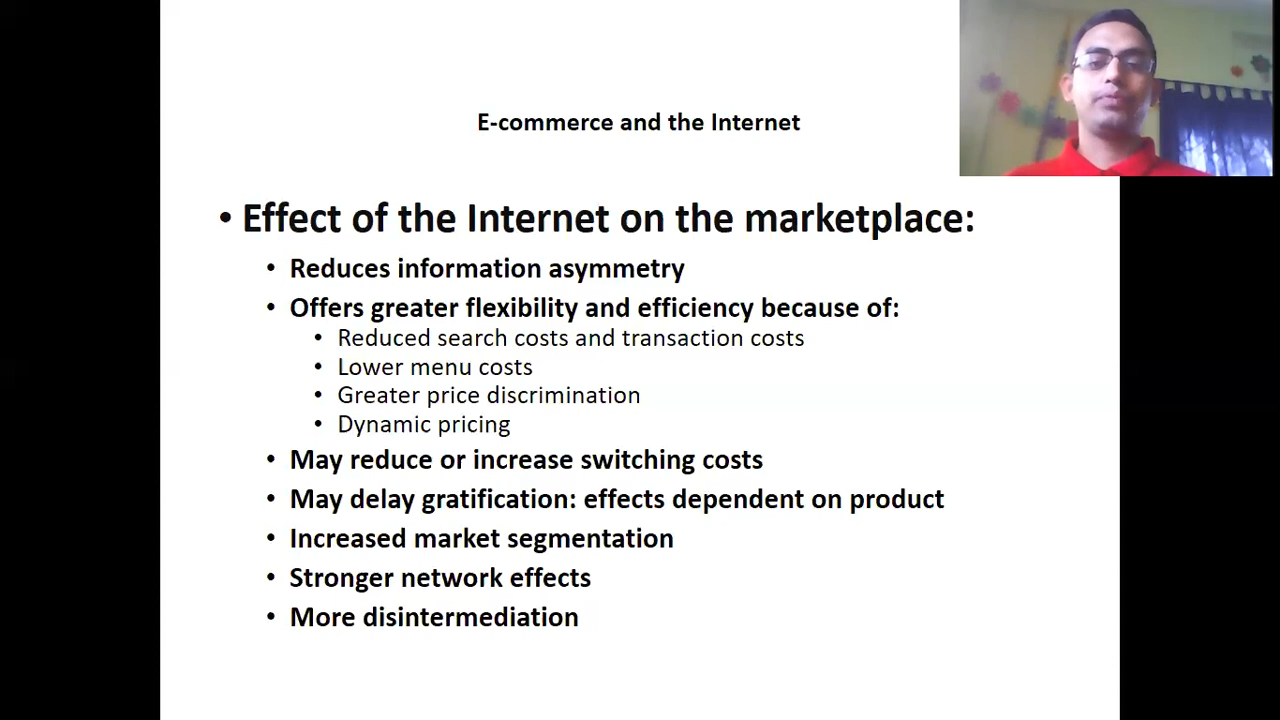 E-commerce and the Internet
• Effect of the Internet on the marketplace:
• Reduces information asymmetry
• Offers greater flexibility and efficiency because of:
• Reduced search costs and transaction costs
• Lower menu costs
• Greater price discrimination
• Dynamic pricing
• May reduce or increase switching costs
• May delay gratification: effects dependent on product
• Increased market segmentation
• Stronger network effects
• More disintermediation